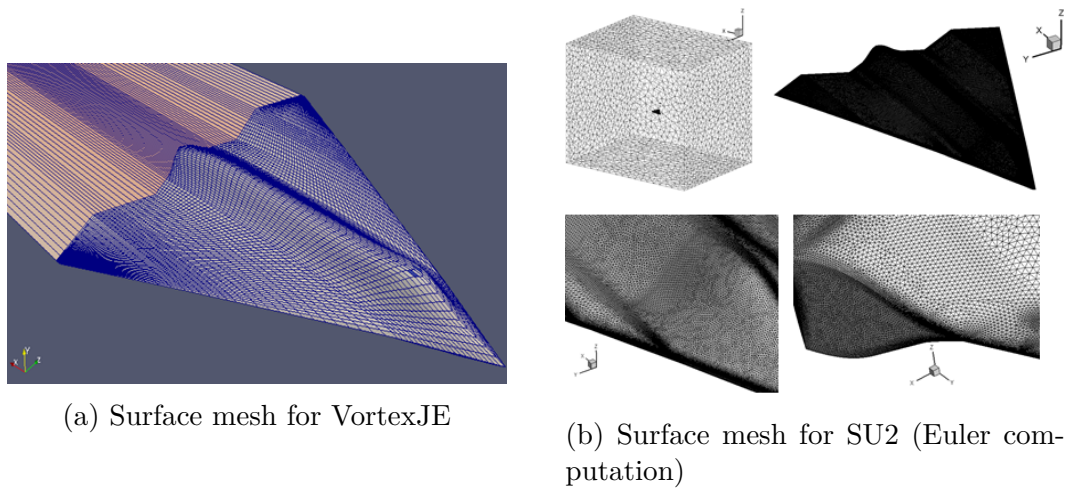 Z
X
Z
X
Y
Y
X
Z
Z
Y
X
Z
X
Y
(a) Surface mesh for VortexJE
(b) Surface mesh for SU2 (Euler com-
putation)